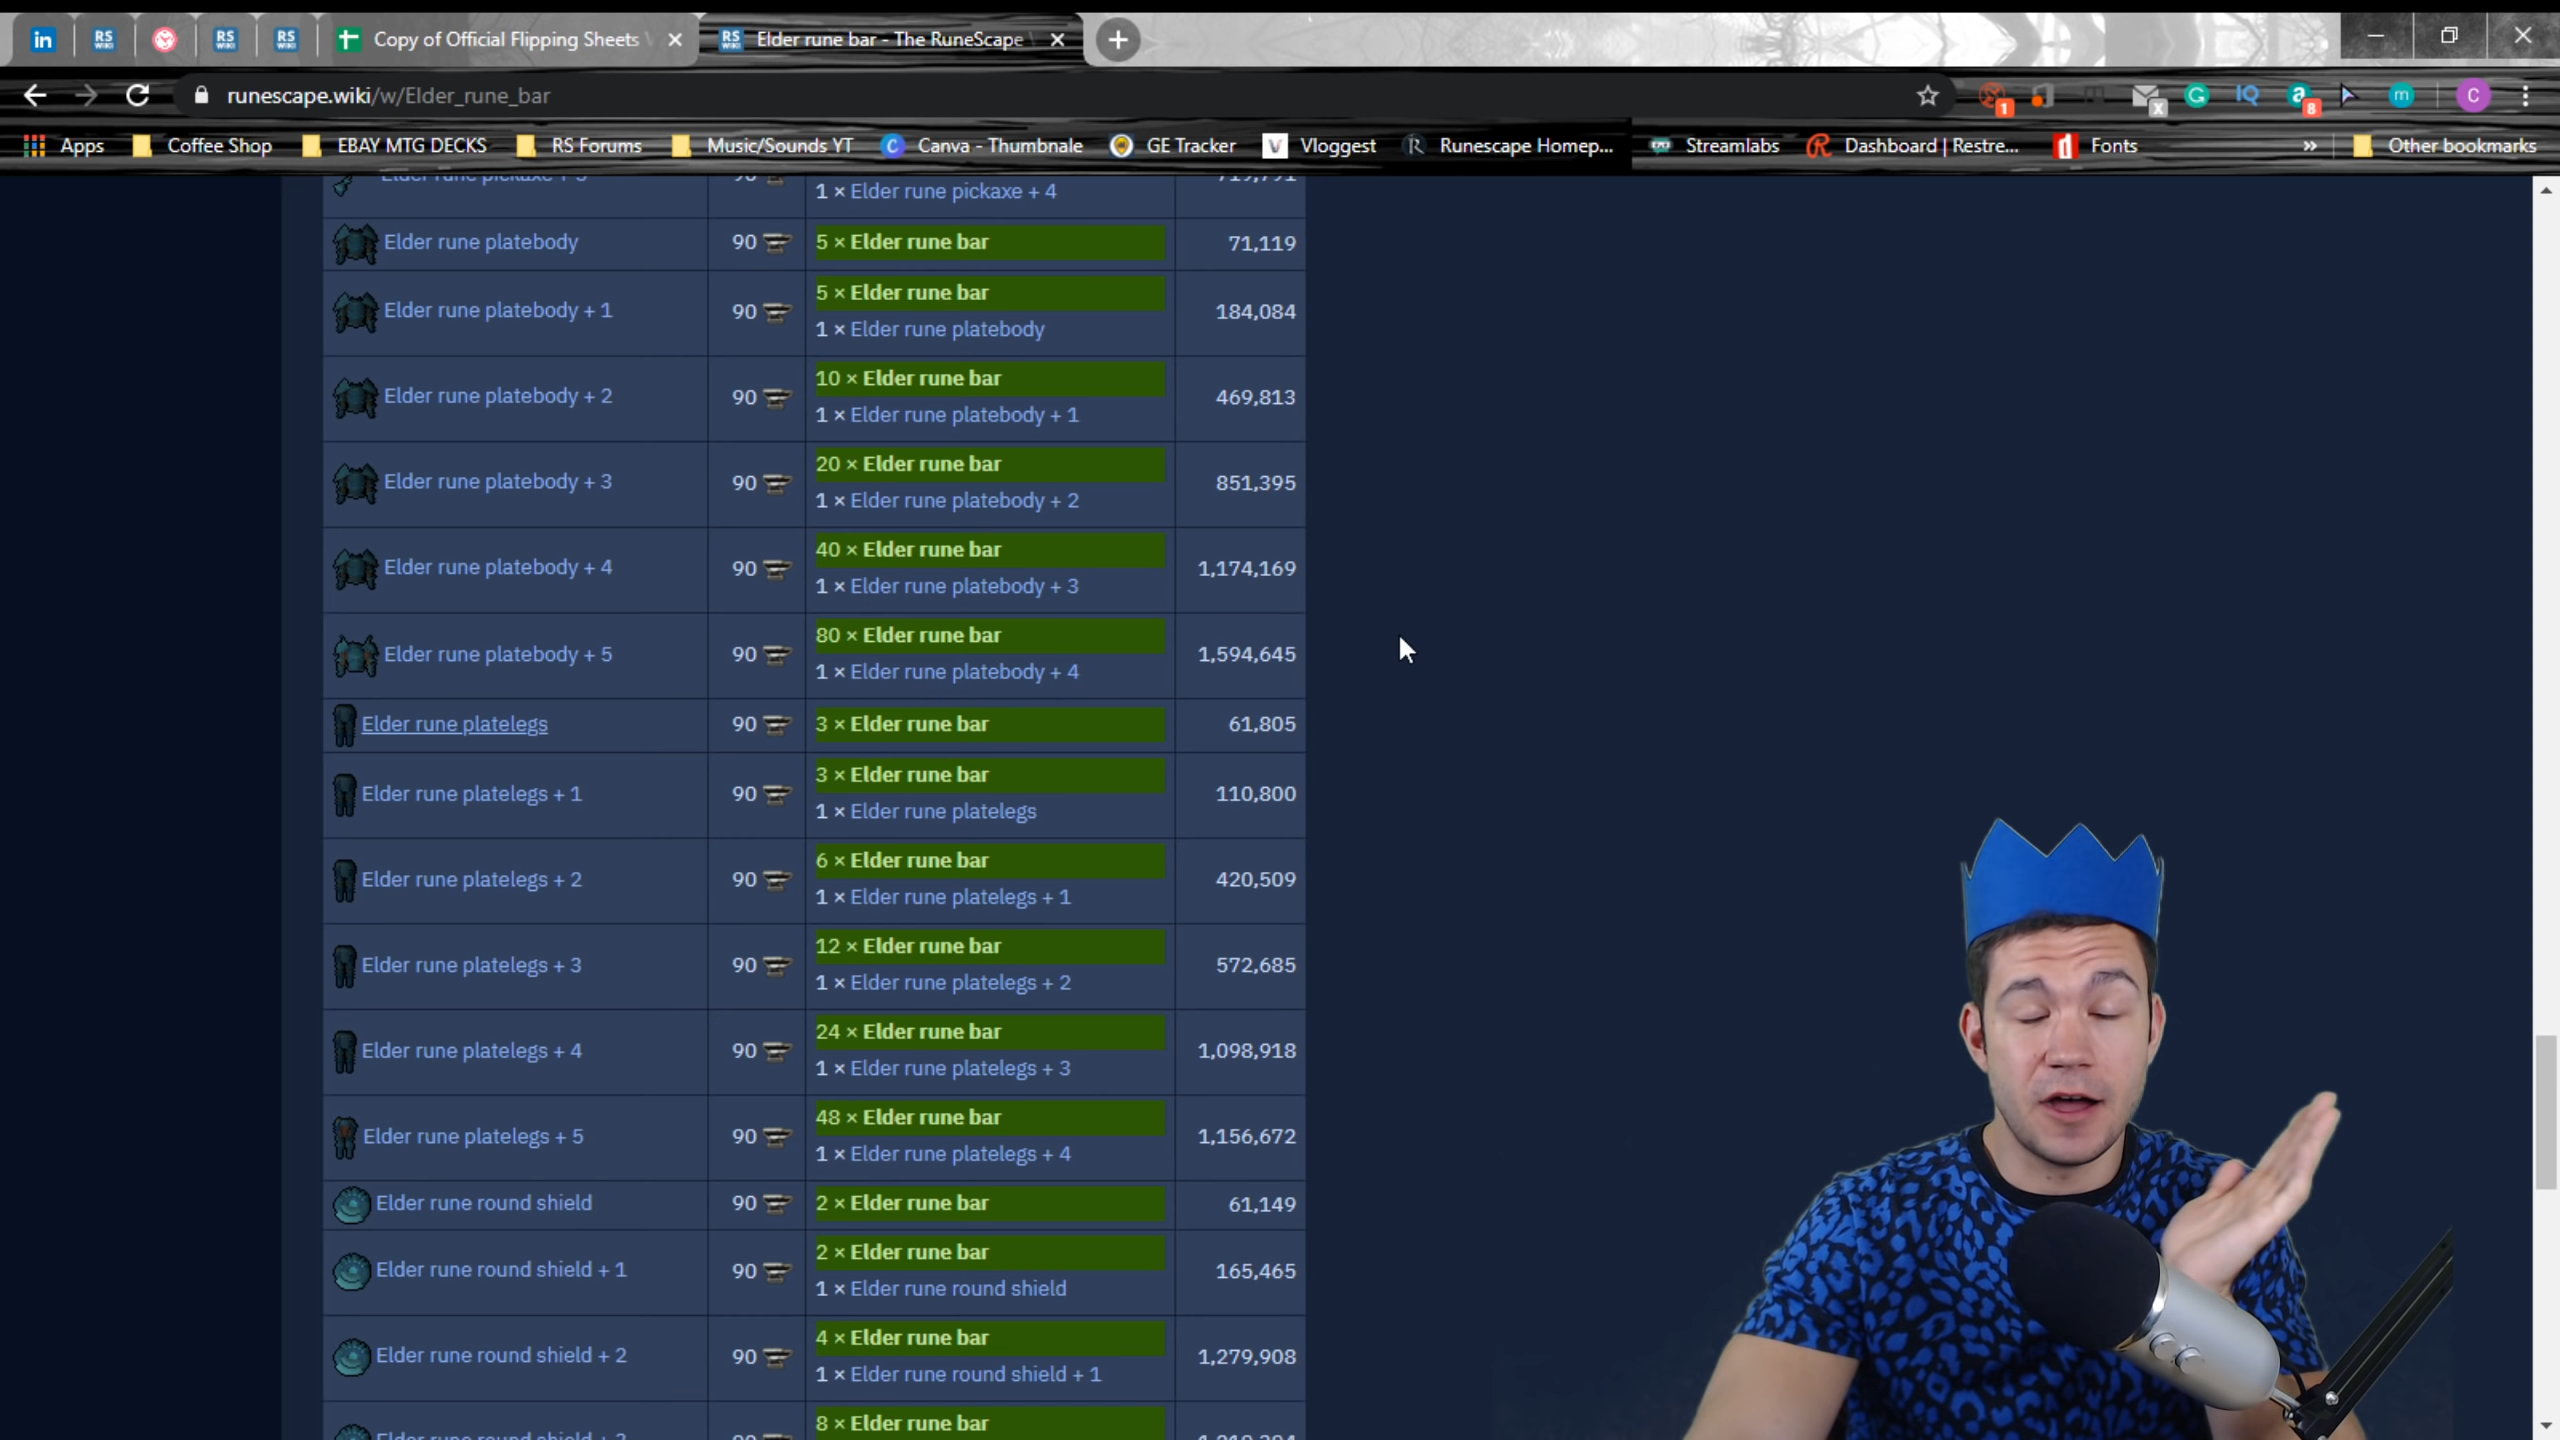 in
RS WIKI
RS WIKI
RS WIKI
Copy of Official Flipping Sheets
RS WIKI
Elder rune bar - The RuneScape
runescape.wiki/w/Elder_rune_bar
1
X
G
IQ
a
8
m
C
Apps
Coffee Shop
EBAY MTG DECKS
RS Forums
Music/Sounds YT
C
Canva - Thumbnale
GE Tracker
V
Vloggest
Runescape Homep...
Streamlabs
Dashboard | Restre...
Fonts
»
Other bookmarks
1 × Elder rune pickaxe + 4
Elder rune platebody 90 5 × Elder rune bar 71,119
Elder rune platebody + 1 90 5 × Elder rune bar 184,084
1 × Elder rune platebody
Elder rune platebody + 2 90 10 × Elder rune bar 469,813
1 × Elder rune platebody + 1
Elder rune platebody + 3 90 20 × Elder rune bar 851,395
1 × Elder rune platebody + 2
Elder rune platebody + 4 90 40 × Elder rune bar 1,174,169
1 × Elder rune platebody + 3
Elder rune platebody + 5 90 80 × Elder rune bar 1,594,645
1 × Elder rune platebody + 4
Elder rune platelegs 90 3 × Elder rune bar 61,805
Elder rune platelegs + 1 90 3 × Elder rune bar 110,800
1 × Elder rune platelegs
Elder rune platelegs + 2 90 6 × Elder rune bar 420,509
1 × Elder rune platelegs + 1
Elder rune platelegs + 3 90 12 × Elder rune bar 572,685
1 × Elder rune platelegs + 2
Elder rune platelegs + 4 90 24 × Elder rune bar 1,098,918
1 × Elder rune platelegs + 3
Elder rune platelegs + 5 90 48 × Elder rune bar 1,156,672
1 × Elder rune platelegs + 4
Elder rune round shield 90 2 × Elder rune bar 61,149
Elder rune round shield + 1 90 2 × Elder rune bar 165,465
1 × Elder rune round shield
Elder rune round shield + 2 90 4 × Elder rune bar 1,279,908
1 × Elder rune round shield + 1
8 × Elder rune bar